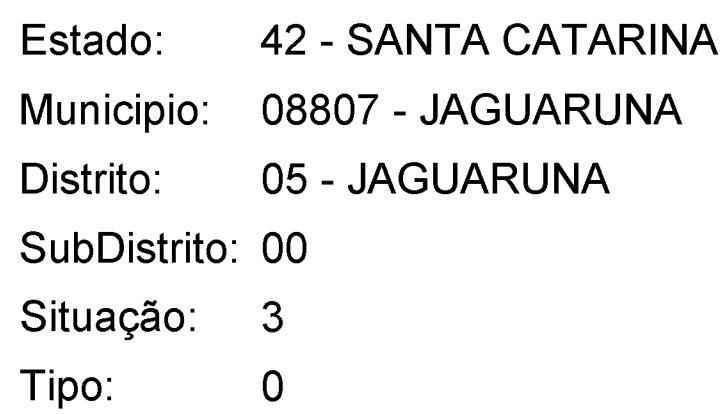 Estado: 42 - SANTA CATARINA
Municipio: 08807 - JAGUARUNA
Distrito: 05 - JAGUARUNA
SubDistrito: 00
Situação: 3
Tipo: 0